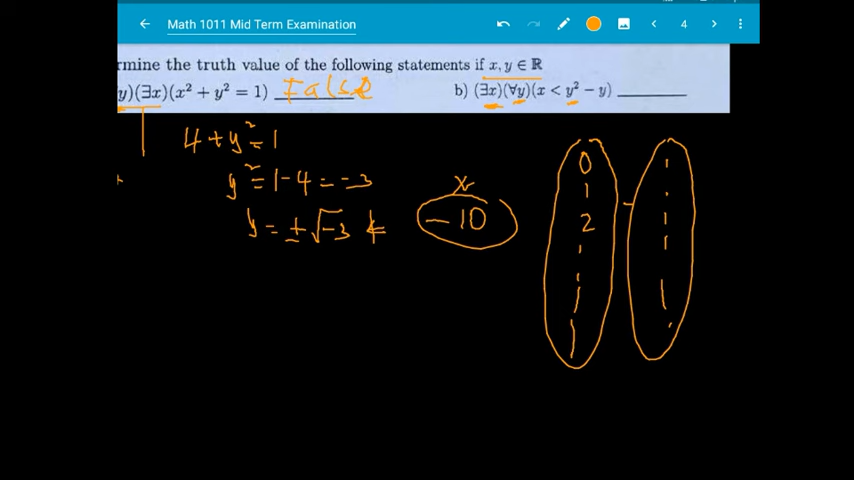 Math 1011 Mid Term Examination
4
rmine the truth value of the following statements if x, y ∈ ℝ
y)(∃x)(x² + y² = 1) False
b) (∃x)(∀y)(x < y² − y)
4 + y² = 1
y² = 1 - 4 = -3
y = ± √-3
x
-10
0
1
2